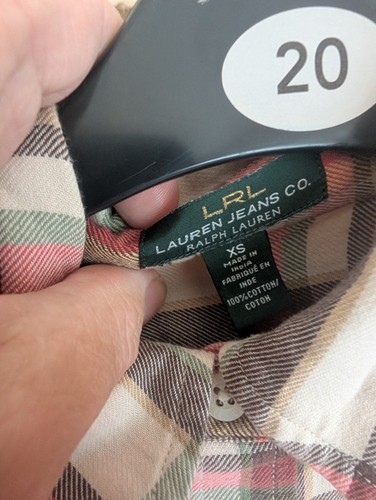 20
LRL
LAUREN JEANS CO.
RALPH LAUREN
XS
MADE IN
INDIA
FABRIQUÉ EN
INDE
100% COTTON/
COTON